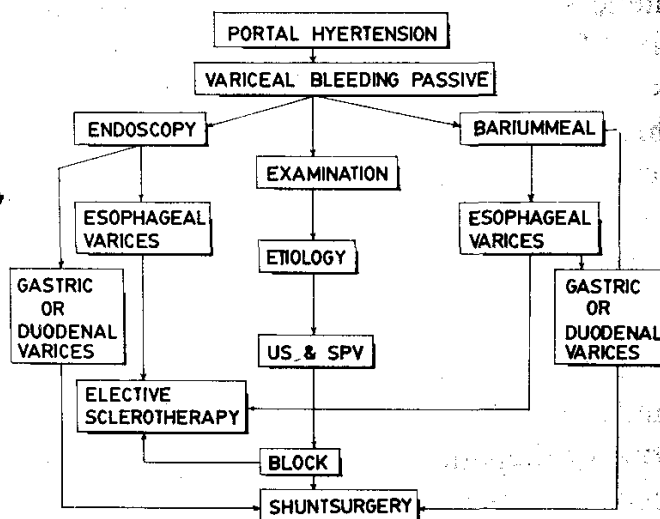 PORTAL HYERTENSION
VARICEAL BLEEDING PASSIVE
ENDOSCOPY
BARIUMMEAL
EXAMINATION
ESOPHAGEAL
VARICES
ESOPHAGEAL
VARICES
ETIOLOGY
GASTRIC
OR
DUODENAL
VARICES
GASTRIC
OR
DUODENAL
VARICES
US & SPV
ELECTIVE
SCLEROTHERAPY
BLOCK
SHUNTSURGERY